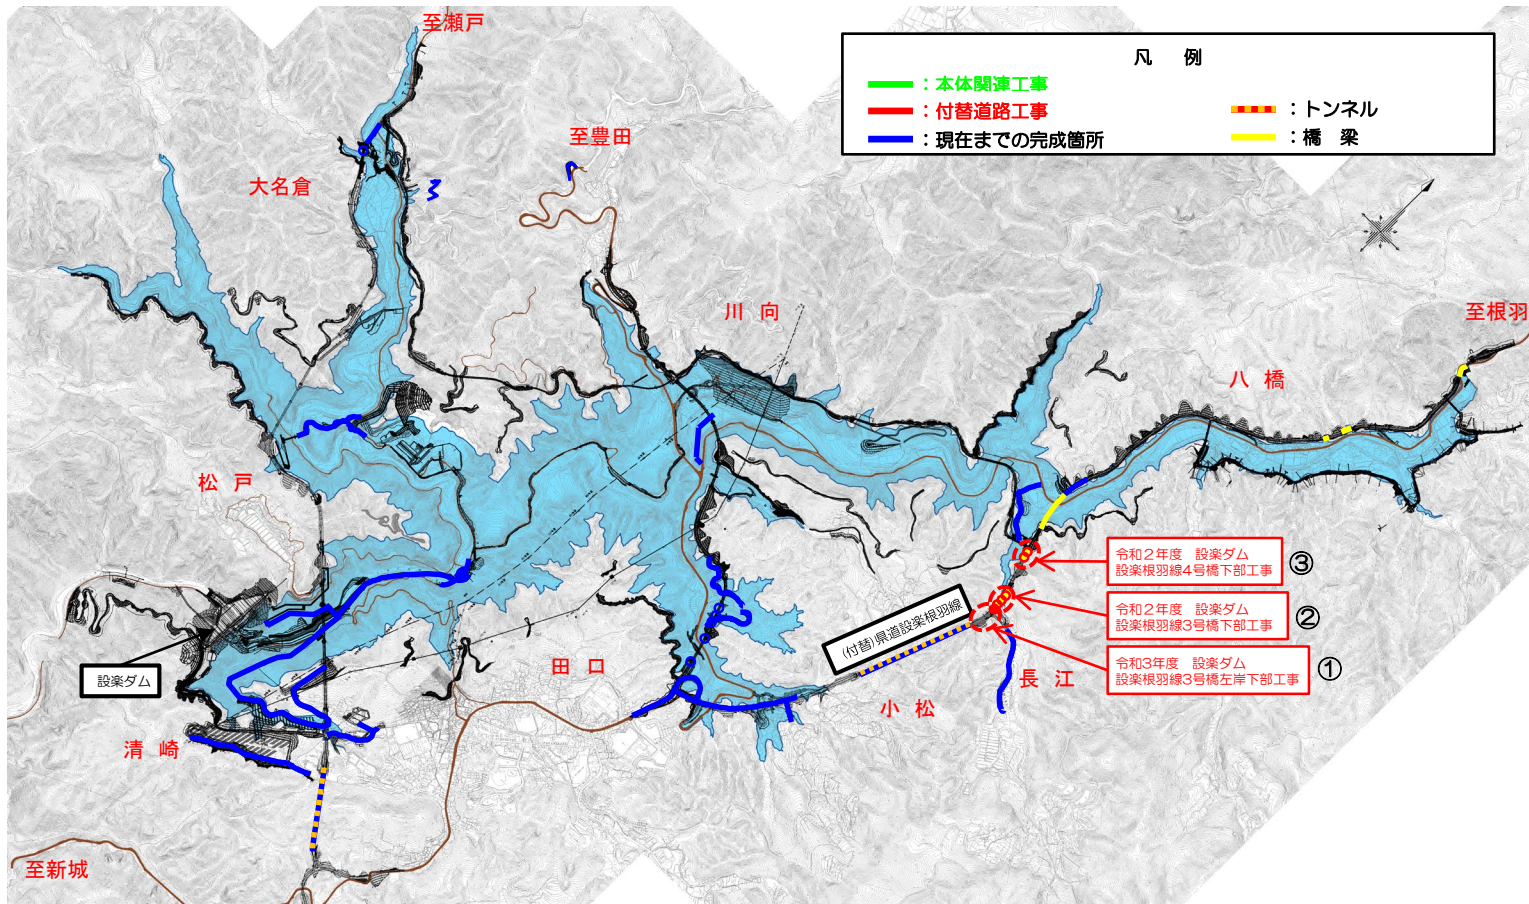 至瀬戸
凡 例
：本体関連工事
：付替道路工事
：トンネル
：現在までの完成箇所
：橋 梁
至豊田
大名倉
川 向
至根羽
八 橋
松 戸
令和２年度 設楽ダム
設楽根羽線4号橋下部工事
③
令和２年度 設楽ダム
設楽根羽線3号橋下部工事
②
(付替)県道設楽根羽線
令和3年度 設楽ダム
設楽根羽線3号橋左岸下部工事
①
設楽ダム
田 口
長 江
小 松
清 崎
至新城